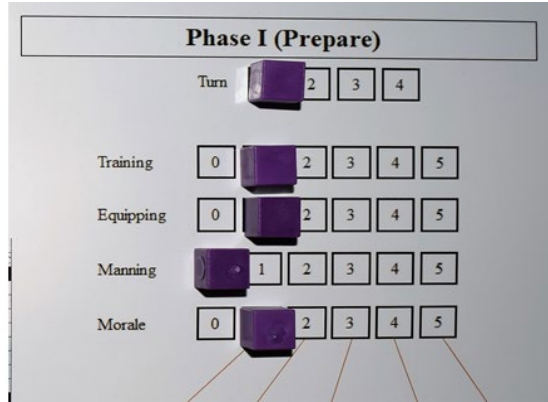 Phase I (Prepare)
Turn 2 3 4
Training 0 2 3 4 5
Equipping 0 2 3 4 5
Manning 1 2 3 4 5
Morale 0 2 3 4 5